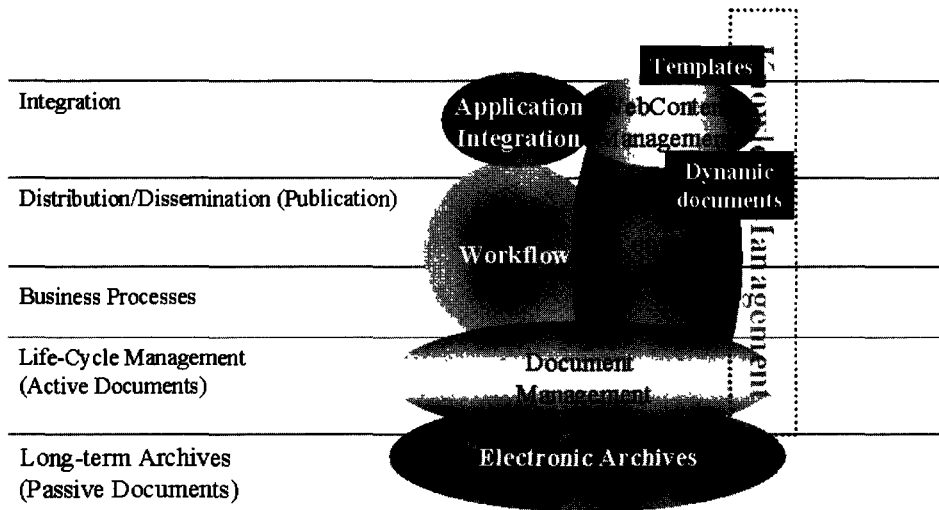 Templates
Integration
Application
Integration
Management
Dynamic
documents
Distribution/Dissemination (Publication)
Workflow
Business Processes
Life-Cycle Management
(Active Documents)
Document
Management
Long-term Archives
(Passive Documents)
Electronic Archives